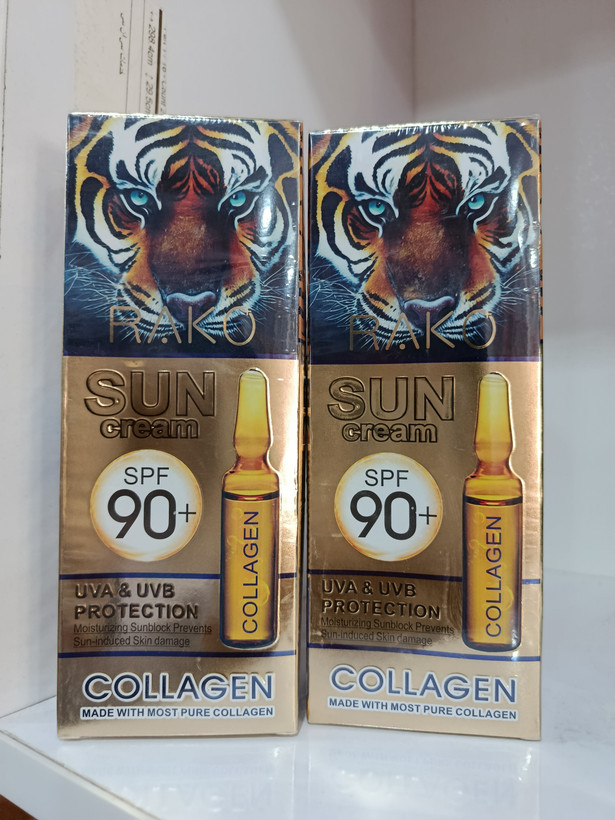 RAKO
SUN
cream
SPF
90+
COLLAGEN
UVA & UVB
PROTECTION
Moisturizing Sunblock Prevents
Sun-induced Skin damage
COLLAGEN
MADE WITH MOST PURE COLLAGEN
RAKO
SUN
cream
SPF
90+
COLLAGEN
UVA & UVB
PROTECTION
Moisturizing Sunblock Prevents
Sun-induced Skin damage
COLLAGEN
MADE WITH MOST PURE COLLAGEN